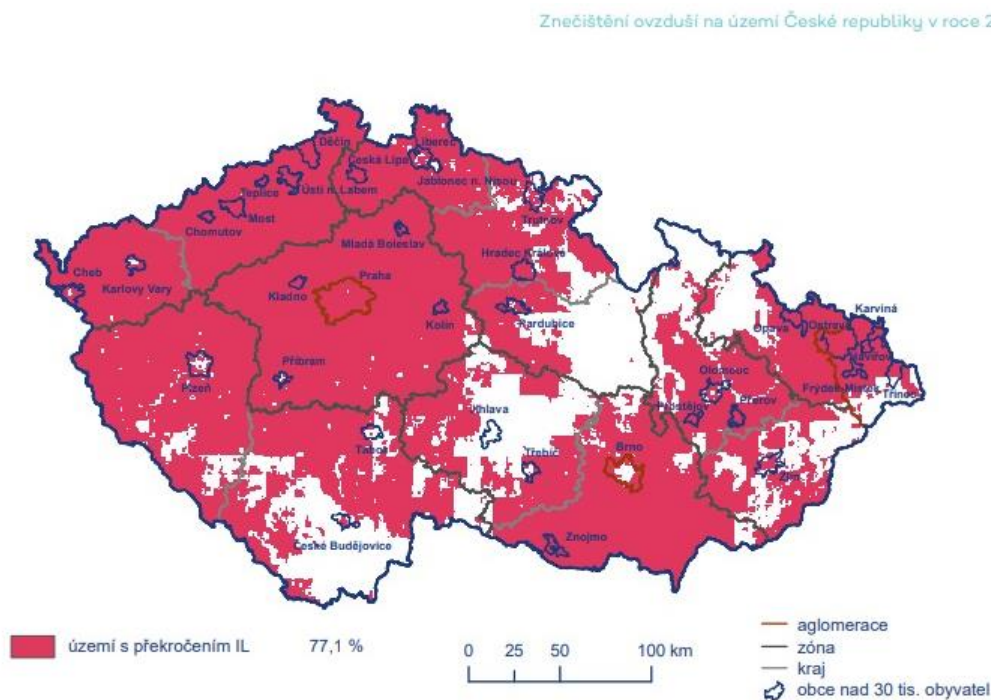 Znečištění ovzduší na území České republiky v roce 2
Děčín
Liberec
Česká Lípa
Jablonec n. Nisou
Teplice
Ústí n. Labem
Most
Trutnov
Chomutov
Mladá Boleslav
Hradec Králové
Cheb
Karlovy Vary
Praha
Kladno
Kolín
Pardubice
Karviná
Opava
Ostrava
Havířov
Příbram
Plzeň
Olomouc
Frýdek-Místek
Třinec
Prostějov
Přerov
Jihlava
Tábor
Třebíč
Brno
Zlín
Znojmo
České Budějovice
území s překročením IL 77,1 %
0 25 50 100 km
aglomerace
zóna
kraj
obce nad 30 tis. obyvatel